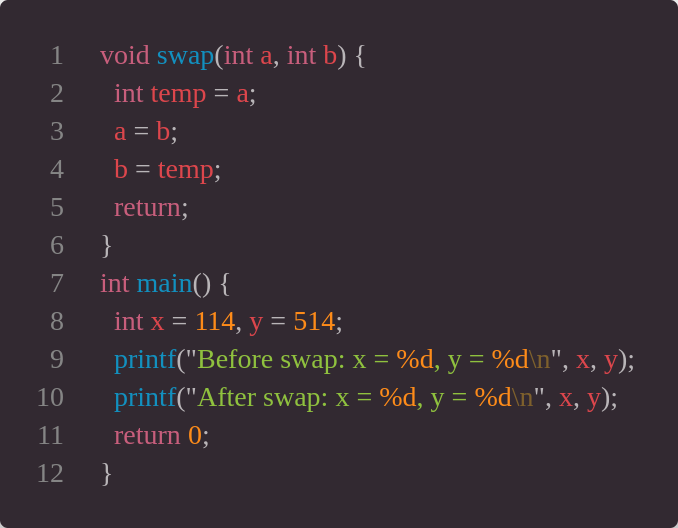 1 void swap(int a, int b) {
2 int temp = a;
3 a = b;
4 b = temp;
5 return;
6 }
7 int main() {
8 int x = 114, y = 514;
9 printf("Before swap: x = %d, y = %d\n", x, y);
10 printf("After swap: x = %d, y = %d\n", x, y);
11 return 0;
12 }